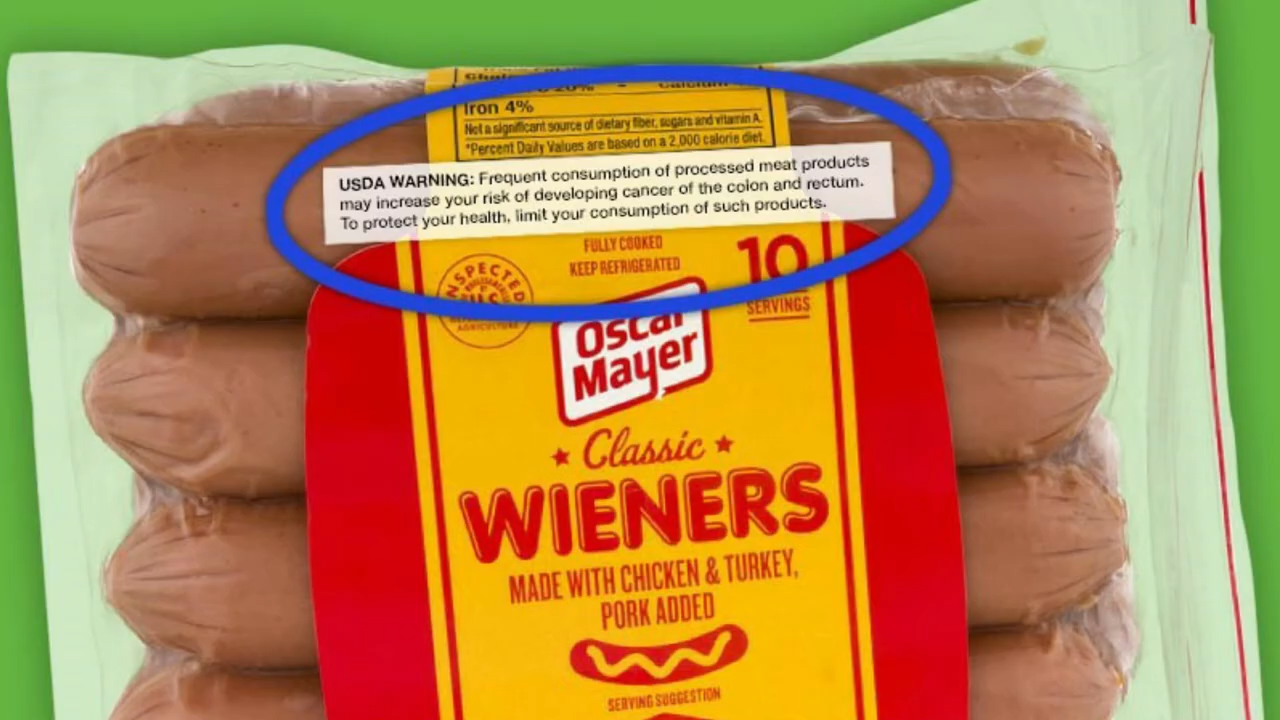 Iron 4%
Not a significant source of dietary fiber, sugars and vitamin A.
*Percent Daily Values are based on a 2,000 calorie diet.
USDA WARNING: Frequent consumption of processed meat products
may increase your risk of developing cancer of the colon and rectum.
To protect your health, limit your consumption of such products.
FULLY COOKED
KEEP REFRIGERATED
10
SERVINGS
AGRICULTURE
Oscar
Mayer
Classic
WIENERS
MADE WITH CHICKEN & TURKEY,
PORK ADDED
SERVING SUGGESTION